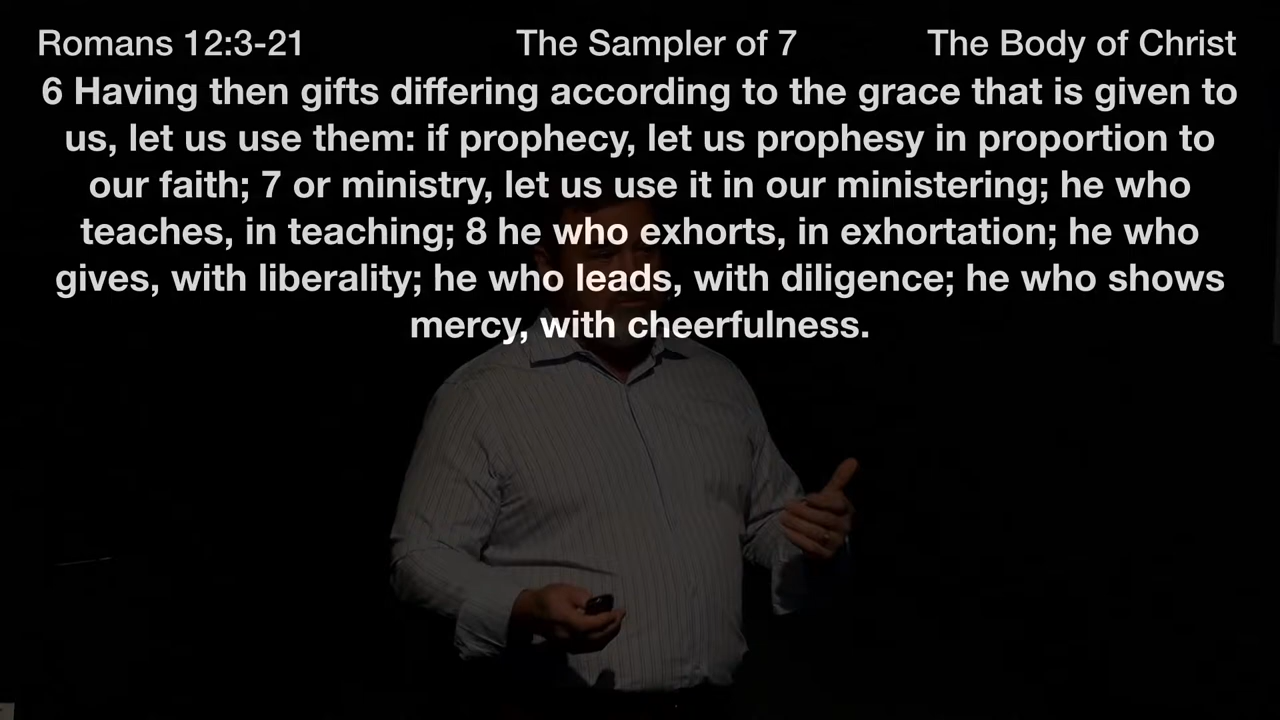 Romans 12:3-21 The Sampler of 7 The Body of Christ
6 Having then gifts differing according to the grace that is given to
us, let us use them: if prophecy, let us prophesy in proportion to
our faith; 7 or ministry, let us use it in our ministering; he who
teaches, in teaching; 8 he who exhorts, in exhortation; he who
gives, with liberality; he who leads, with diligence; he who shows
mercy, with cheerfulness.